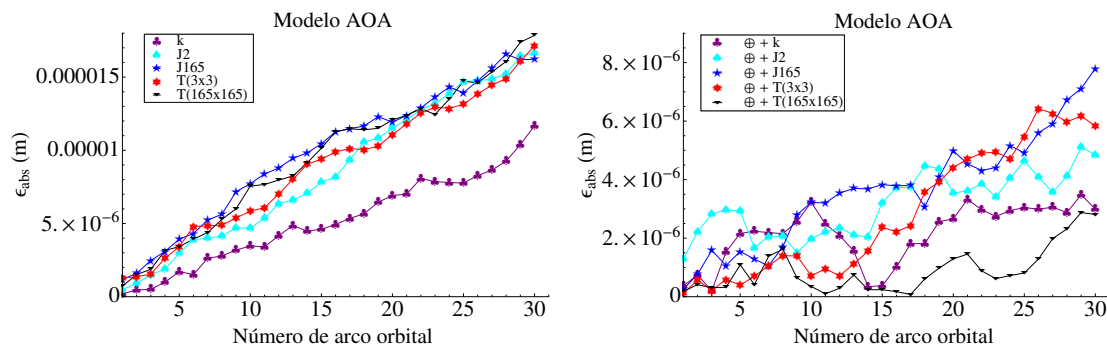 Modelo AOA
k
J2
J165
T(3x3)
T(165x165)
0.000015
0.00001
5 × 10⁻⁶
0
ϵabs (m)
5 10 15 20 25 30
Número de arco orbital
Modelo AOA
⊕ + k
⊕ + J2
⊕ + J165
⊕ + T(3x3)
⊕ + T(165x165)
8. × 10⁻⁶
6. × 10⁻⁶
4. × 10⁻⁶
2. × 10⁻⁶
0
ϵabs (m)
5 10 15 20 25 30
Número de arco orbital